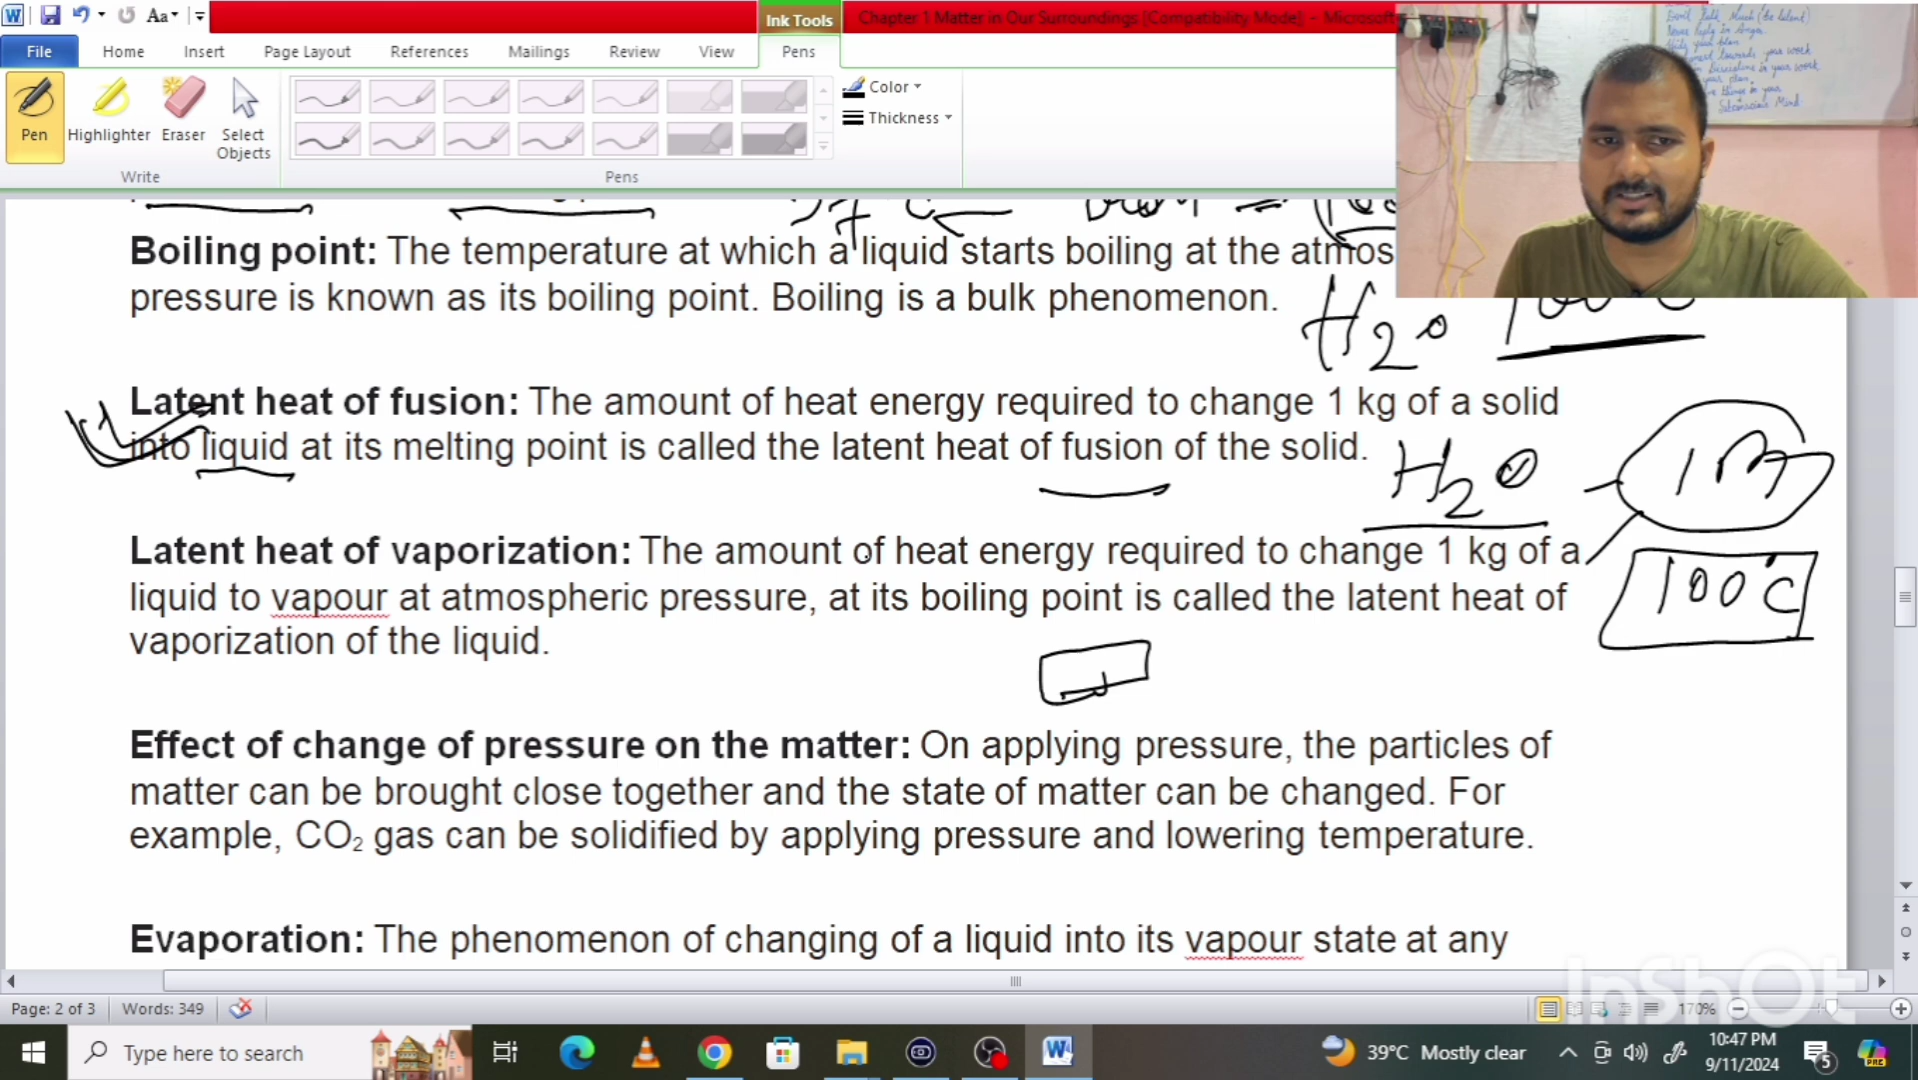 Aa
Ink Tools
Chapter 1 Matter in Our Surroundings [Compatibility Mode] - Microsoft
File Home Insert Page Layout References Mailings Review View Pens
Pen Highlighter Eraser Select Objects
Color
Thickness
Write Pens
Boiling point: The temperature at which a liquid starts boiling at the atmos
pressure is known as its boiling point. Boiling is a bulk phenomenon.
H2O 100°C
Latent heat of fusion: The amount of heat energy required to change 1 kg of a solid
into liquid at its melting point is called the latent heat of fusion of the solid.
H2O
Latent heat of vaporization: The amount of heat energy required to change 1 kg of a
liquid to vapour at atmospheric pressure, at its boiling point is called the latent heat of
vaporization of the liquid.
100°C
Effect of change of pressure on the matter: On applying pressure, the particles of
matter can be brought close together and the state of matter can be changed. For
example, CO2 gas can be solidified by applying pressure and lowering temperature.
Evaporation: The phenomenon of changing of a liquid into its vapour state at any
InShOt
Page: 2 of 3 Words: 349 170%
Type here to search 39°C Mostly clear 10:47 PM
9/11/2024 5